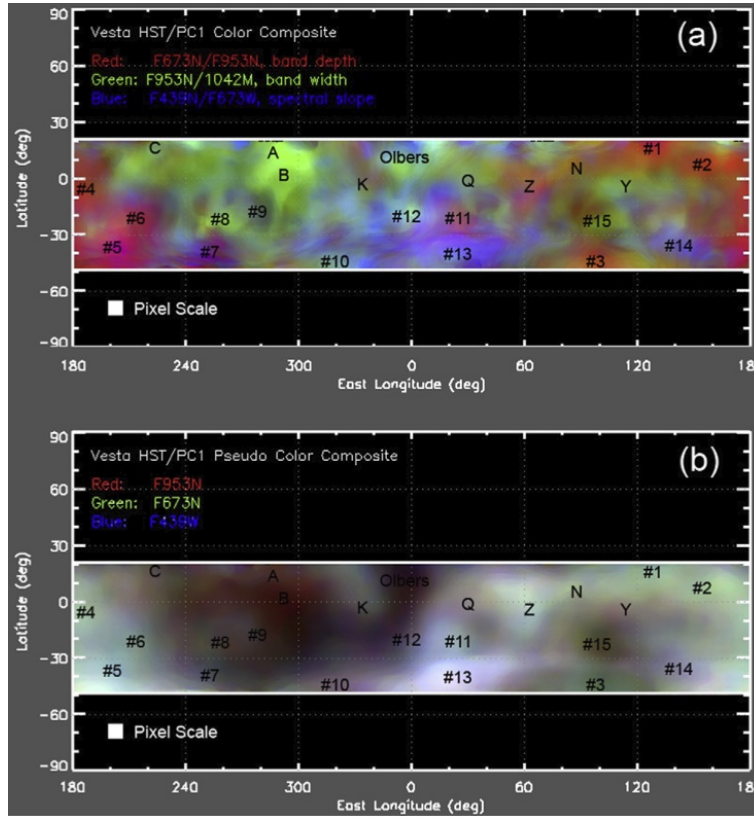 Vesta HST/PC1 Color Composite
(a)
Red: F673N/F953N, band depth
Green: F953N/1042M, band width
Blue: F439N/F673W, spectral slope
90
60
30
0
-30
-60
-90
Latitude (deg)
C A Olbers N #1 #2
#4 B K Q Z Y
#6 #8 #9 #12 #11 #15
#5 #7 #10 #13 #3 #14
Pixel Scale
180 240 300 0 60 120 180
East Longitude (deg)
Vesta HST/PC1 Pseudo Color Composite
(b)
Red: F953N
Green: F673N
Blue: F439W
90
60
30
0
-30
-60
-90
Latitude (deg)
C A Olbers N #1 #2
#4 B K Q Z Y
#6 #8 #9 #12 #11 #15
#5 #7 #10 #13 #3 #14
Pixel Scale
180 240 300 0 60 120 180
East Longitude (deg)